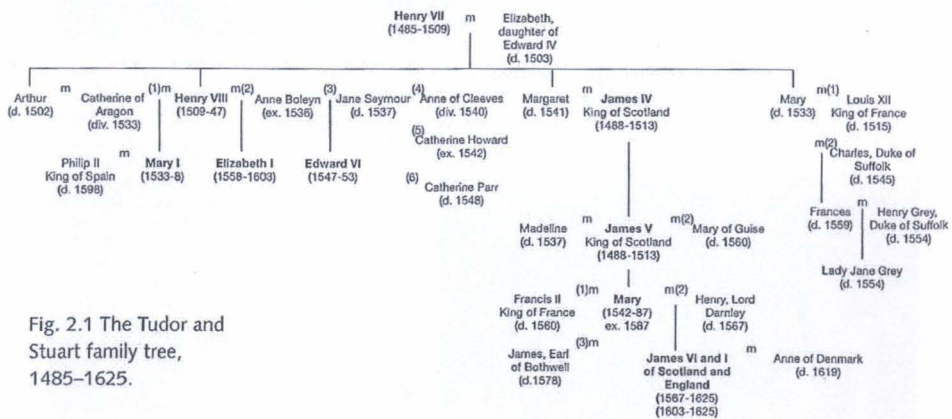 Henry VII
(1485-1509)
m
Elizabeth,
daughter of
Edward IV
(d. 1503)
Arthur
(d. 1502)
m
Catherine of
Aragon
(div. 1533)
(1)m
Henry VIII
(1509-47)
m(2)
Anne Boleyn
(ex. 1536)
(3)
Jane Seymour
(d. 1537)
(4)
Anne of Cleeves
(div. 1540)
(5)
Catherine Howard
(ex. 1542)
(6)
Catherine Parr
(d. 1548)
Margaret
(d. 1541)
m
James IV
King of Scotland
(1488-1513)
Mary
(d. 1533)
m(1)
Louis XII
King of France
(d. 1515)
m(2)
Charles, Duke of
Suffolk
(d. 1545)
Philip II
King of Spain
(d. 1598)
m
Mary I
(1533-8)
Elizabeth I
(1558-1603)
Edward VI
(1547-53)
Frances
(d. 1559)
m
Henry Grey,
Duke of Suffolk
(d. 1554)
Lady Jane Grey
(d. 1554)
Madeline
(d. 1537)
m
James V
King of Scotland
(1488-1513)
m(2)
Mary of Guise
(d. 1560)
Francis II
King of France
(d. 1560)
(1)m
Mary
(1542-87)
ex. 1587
m(2)
Henry, Lord
Darnley
(d. 1567)
(3)m
James, Earl
of Bothwell
(d.1578)
James VI and I
of Scotland and
England
(1567-1625)
(1603-1625)
m
Anne of Denmark
(d. 1619)
Fig. 2.1 The Tudor and
Stuart family tree,
1485–1625.